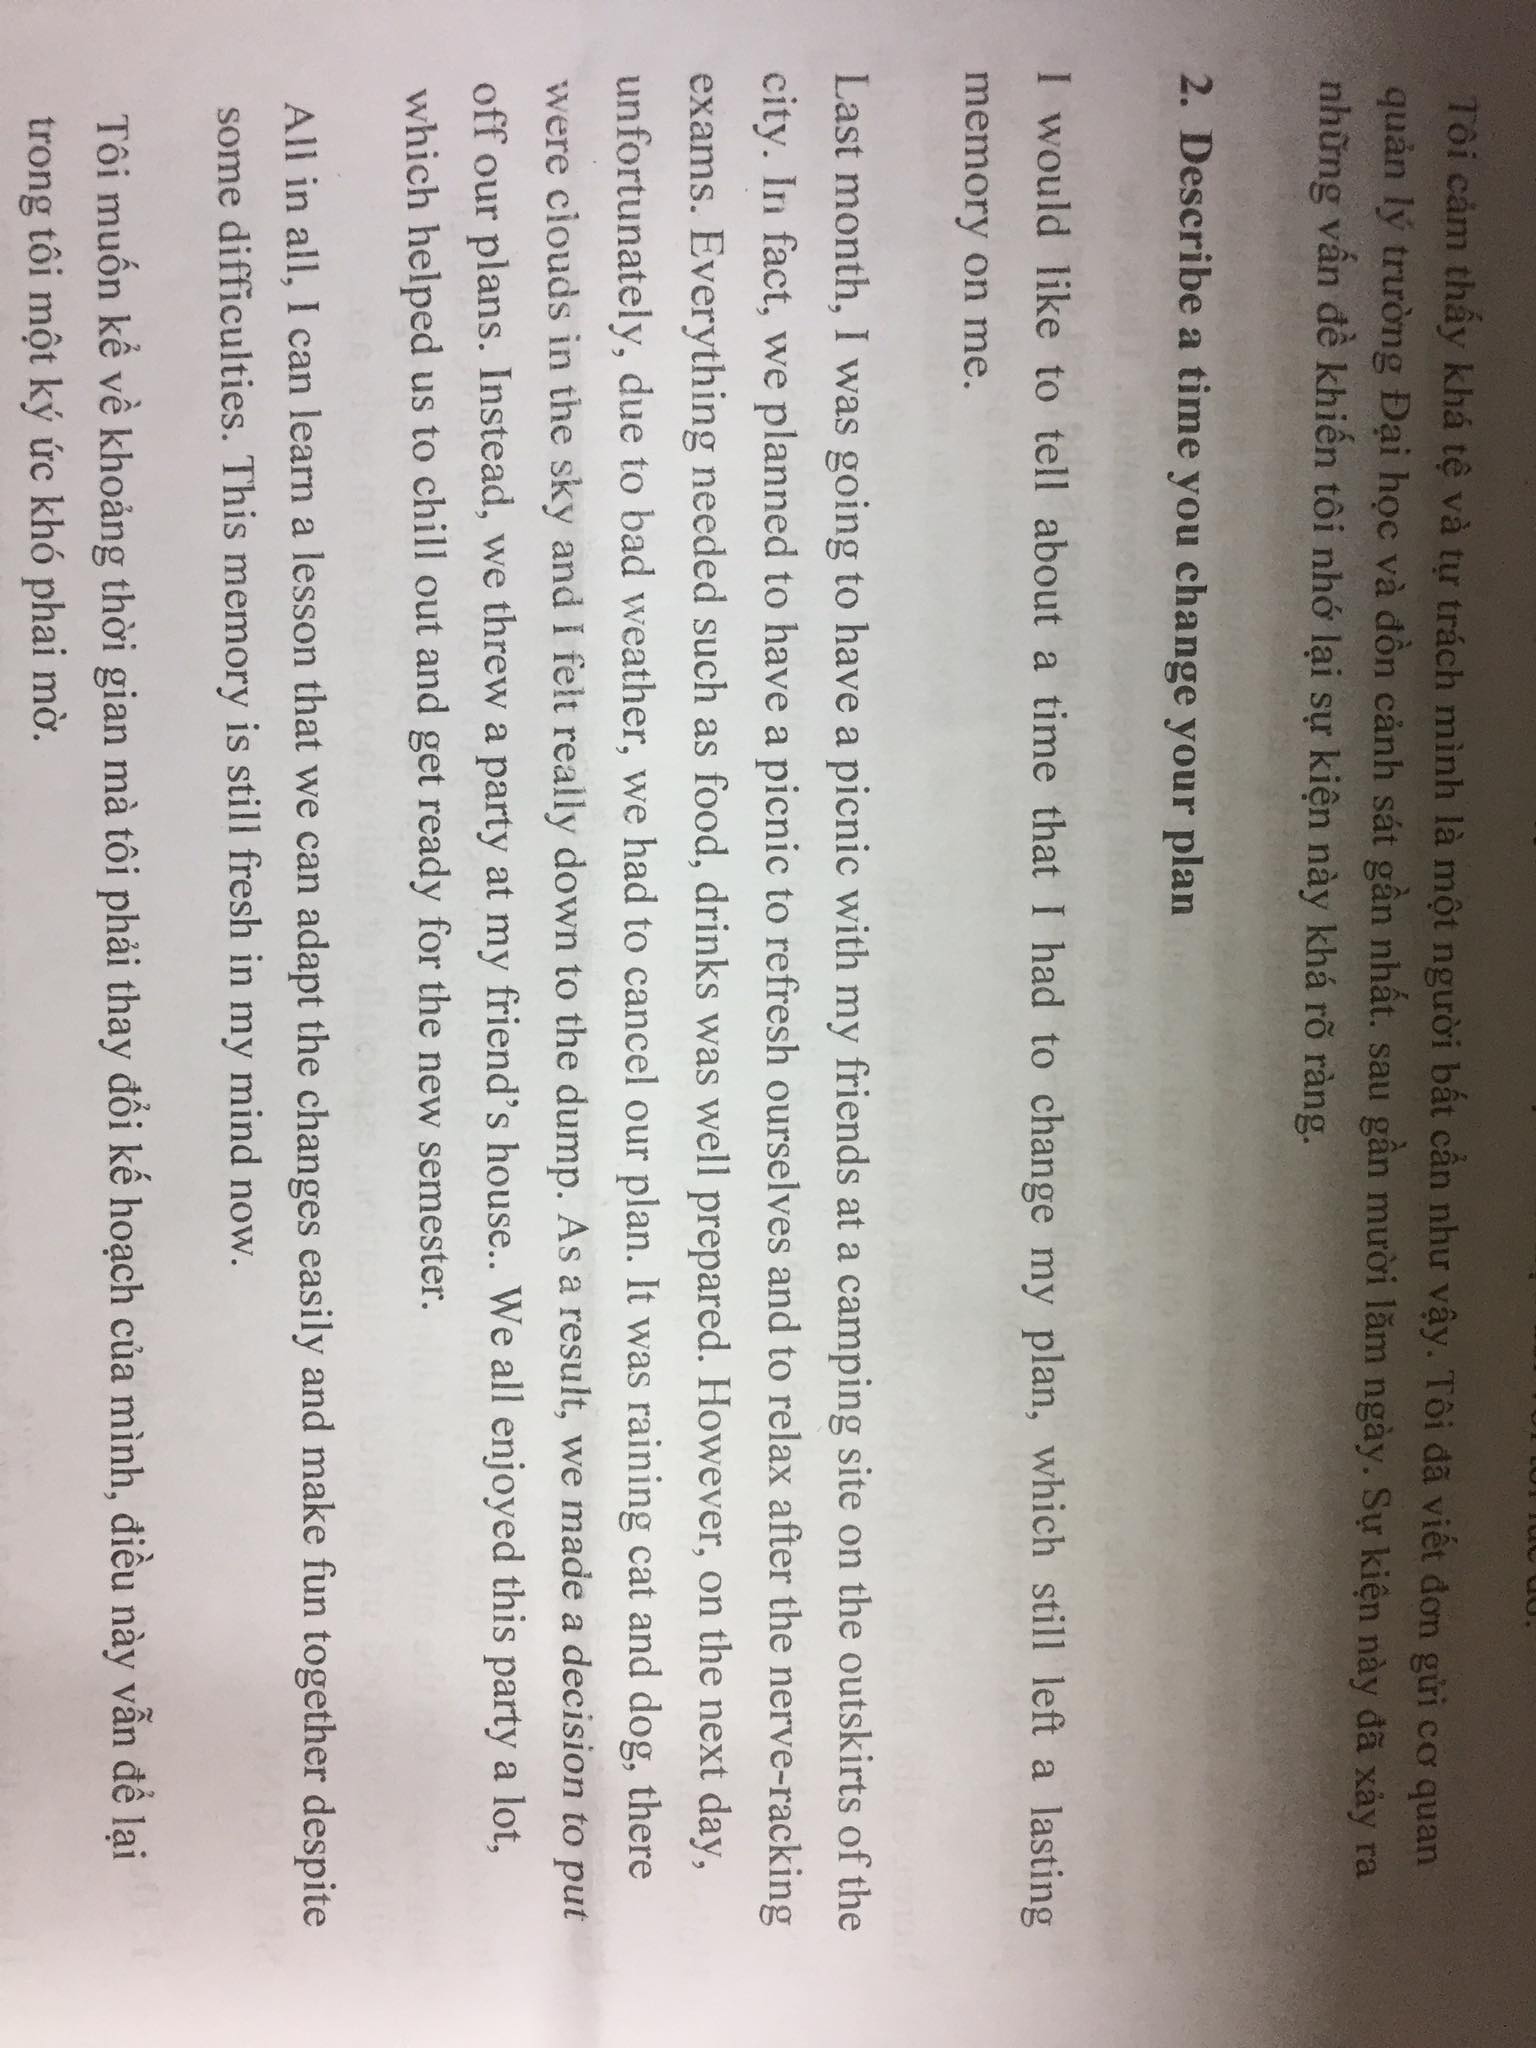 Tôi cảm thấy khá tệ và tự trách mình là một người bất cẩn như vậy. Tôi đã viết đơn gửi cơ quan
quản lý trường Đại học và đồn cảnh sát gần nhất. sau gần mười lăm ngày. Sự kiện này đã xảy ra
những vấn đề khiến tôi nhớ lại sự kiện này khá rõ ràng.
2. Describe a time you change your plan
I would like to tell about a time that I had to change my plan, which still left a lasting
memory on me.
Last month, I was going to have a picnic with my friends at a camping site on the outskirts of the
city. In fact, we planned to have a picnic to refresh ourselves and to relax after the nerve-racking
exams. Everything needed such as food, drinks was well prepared. However, on the next day,
unfortunately, due to bad weather, we had to cancel our plan. It was raining cat and dog, there
were clouds in the sky and I felt really down to the dump. As a result, we made a decision to put
off our plans. Instead, we threw a party at my friend’s house.. We all enjoyed this party a lot,
which helped us to chill out and get ready for the new semester.
All in all, I can learn a lesson that we can adapt the changes easily and make fun together despite
some difficulties. This memory is still fresh in my mind now.
Tôi muốn kể về khoảng thời gian mà tôi phải thay đổi kế hoạch của mình, điều này vẫn để lại
trong tôi một ký ức khó phai mờ.